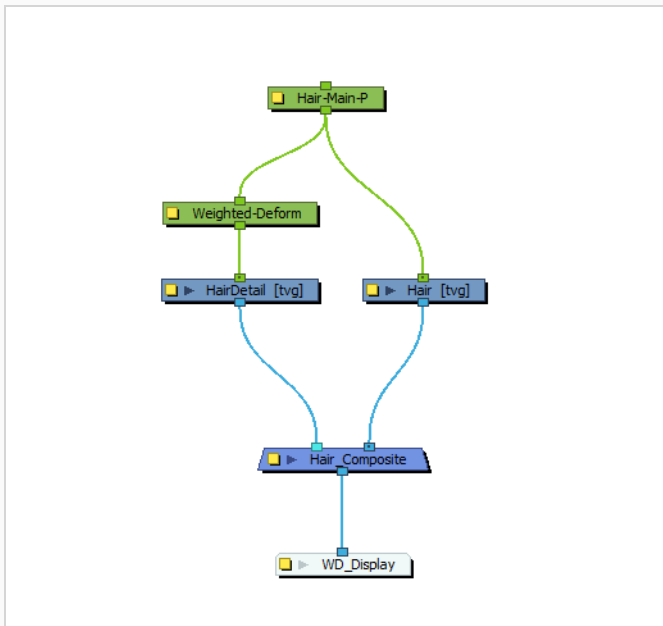 Hair-Main-P
Weighted-Deform
HairDetail [tvg]
Hair [tvg]
Hair_Composite
WD_Display